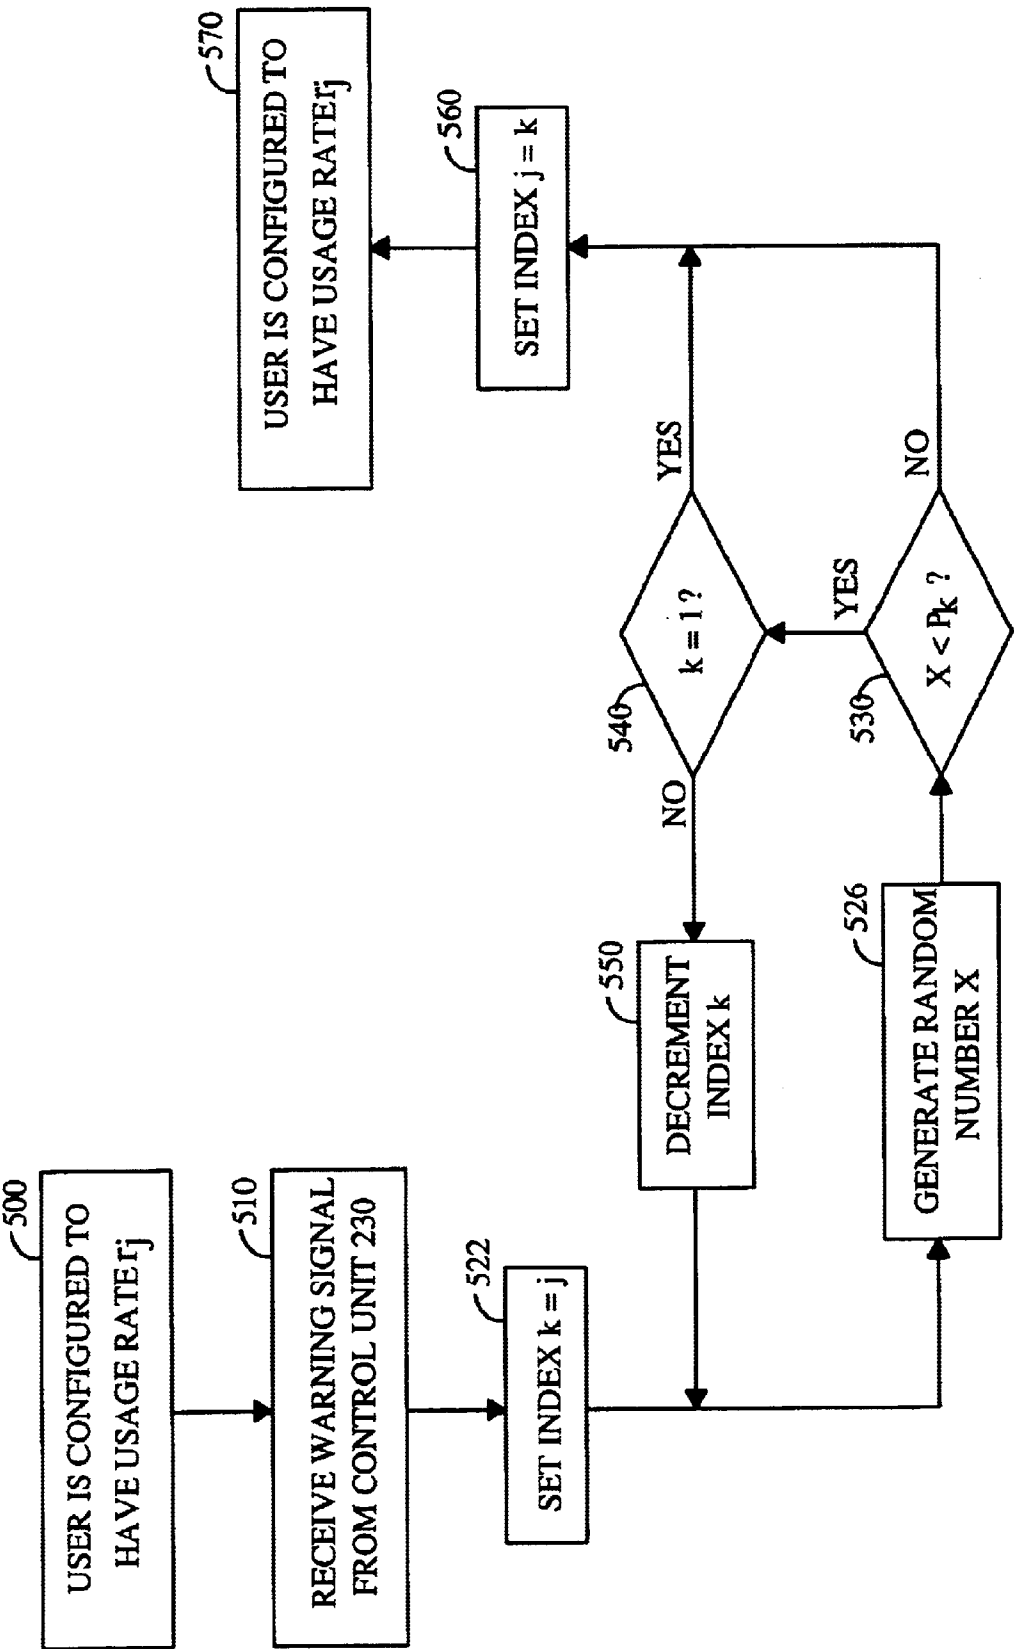 500
USER IS CONFIGURED TO
HAVE USAGE RATE rj
510
RECEIVE WARNING SIGNAL
FROM CONTROL UNIT 230
522
SET INDEX k = j
526
GENERATE RANDOM
NUMBER X
530
X < Pk ?
YES
NO
540
k = 1?
NO
YES
550
DECREMENT
INDEX k
560
SET INDEX j = k
570
USER IS CONFIGURED TO
HAVE USAGE RATE rj